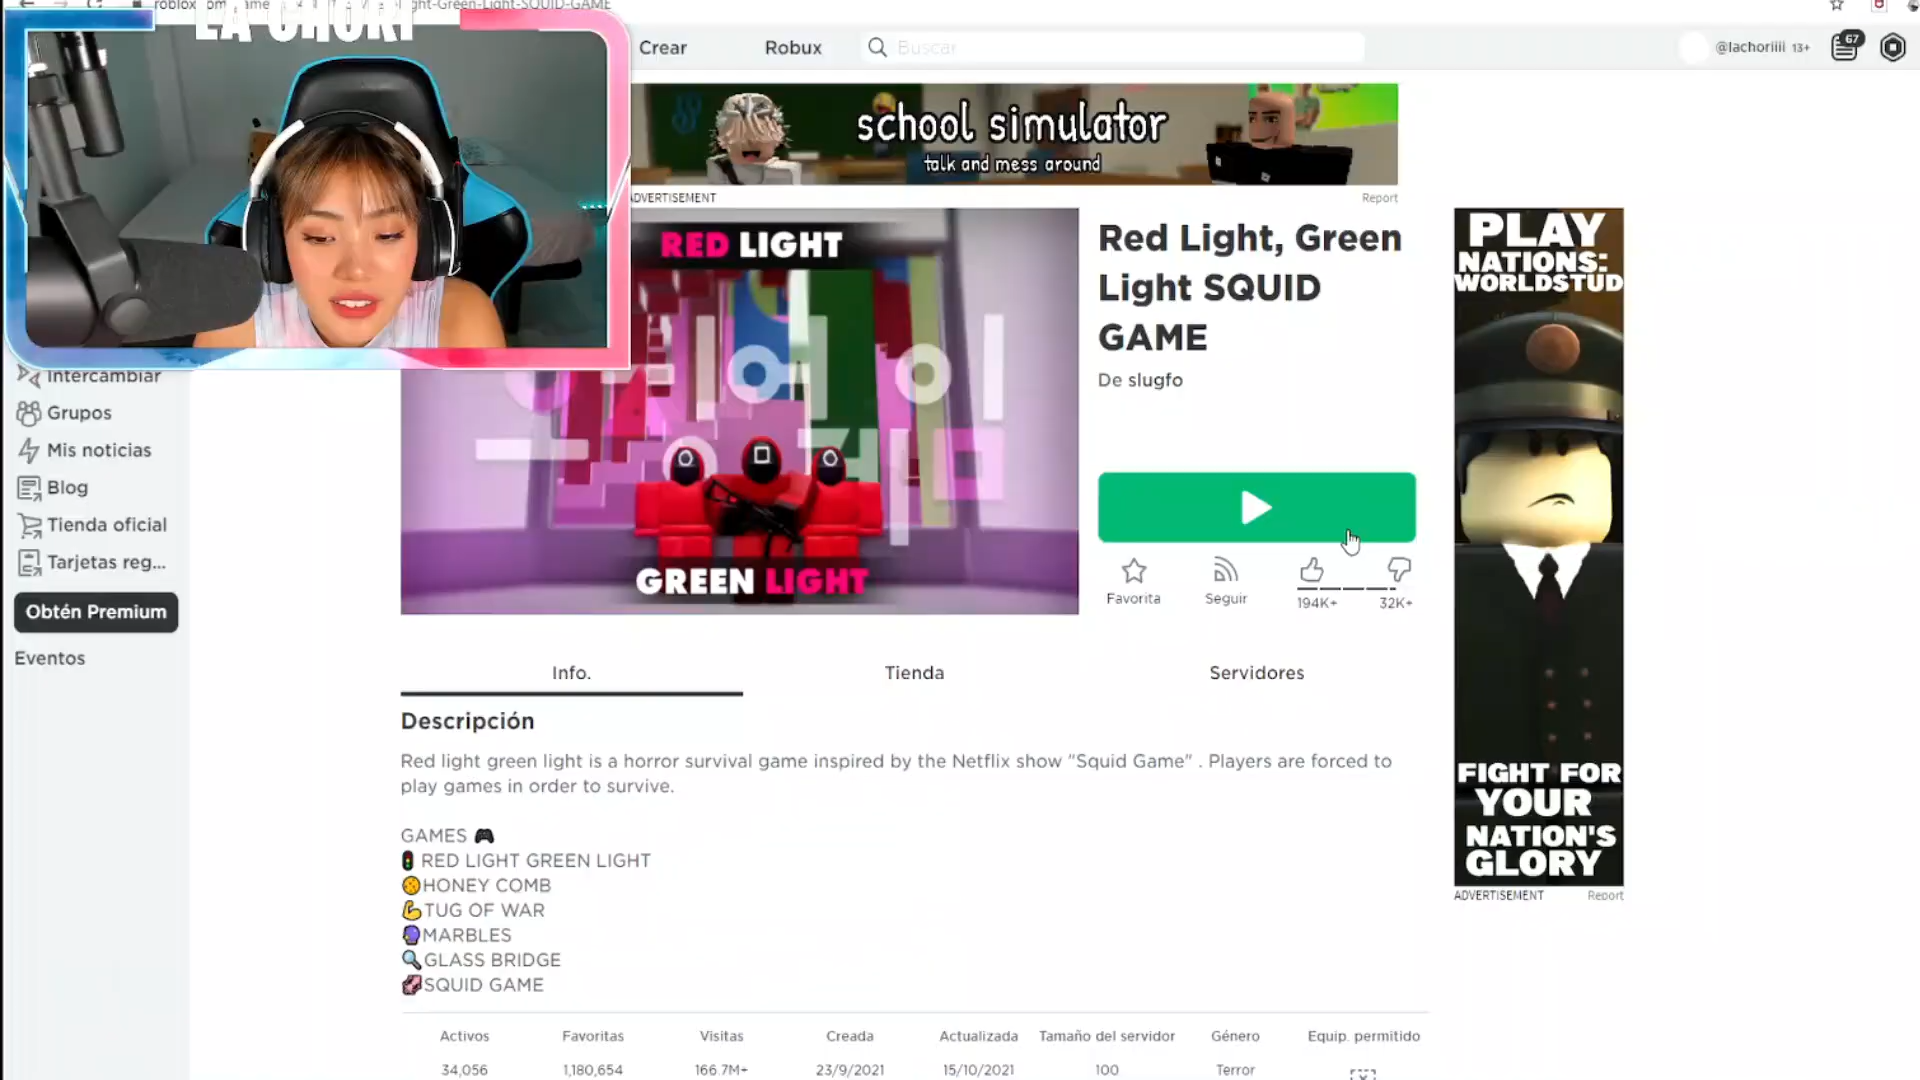 LA CHORI
Crear
Robux
Buscar
@lachoriiii 13+
67
school simulator
talk and mess around
ADVERTISEMENT
Report
RED LIGHT
GREEN LIGHT
Red Light, Green
Light SQUID
GAME
De slugfo
Favorita
Seguir
194K+
32K+
PLAY
NATIONS:
WORLDSTUD
FIGHT FOR
YOUR
NATION'S
GLORY
ADVERTISEMENT
Report
Intercambiar
Grupos
Mis noticias
Blog
Tienda oficial
Tarjetas reg...
Obtén Premium
Eventos
Info.
Tienda
Servidores
Descripción
Red light green light is a horror survival game inspired by the Netflix show "Squid Game" . Players are forced to
play games in order to survive.
GAMES 🎮
🚦 RED LIGHT GREEN LIGHT
🍪HONEY COMB
💪TUG OF WAR
🔮MARBLES
🔍GLASS BRIDGE
🦑SQUID GAME
Activos Favoritas Visitas Creada Actualizada Tamaño del servidor Género Equip. permitido
34,056 1,180,654 166.7M+ 23/9/2021 15/10/2021 100 Terror